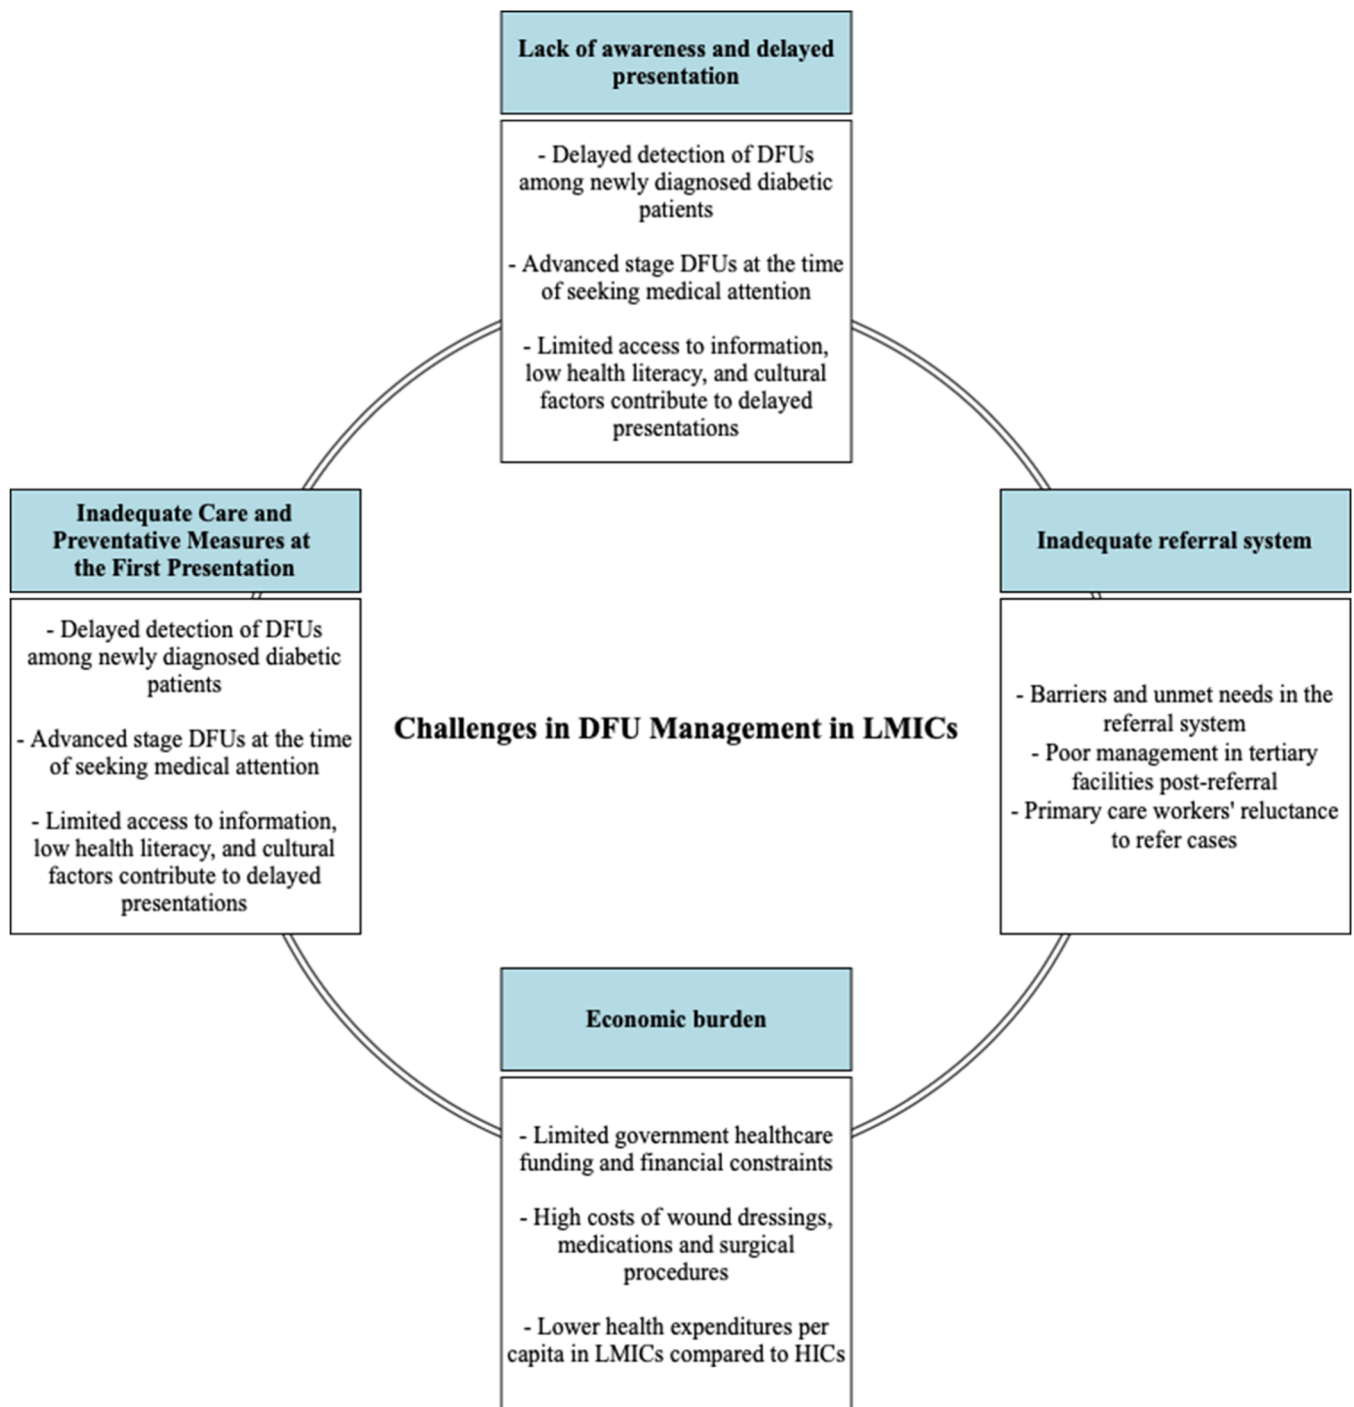 Lack of awareness and delayed
presentation
- Delayed detection of DFUs
among newly diagnosed diabetic
patients
- Advanced stage DFUs at the time
of seeking medical attention
- Limited access to information,
low health literacy, and cultural
factors contribute to delayed
presentations
Inadequate Care and
Preventative Measures at
the First Presentation
- Delayed detection of DFUs
among newly diagnosed diabetic
patients
- Advanced stage DFUs at the time
of seeking medical attention
- Limited access to information,
low health literacy, and cultural
factors contribute to delayed
presentations
Challenges in DFU Management in LMICs
Inadequate referral system
- Barriers and unmet needs in the
referral system
- Poor management in tertiary
facilities post-referral
- Primary care workers' reluctance
to refer cases
Economic burden
- Limited government healthcare
funding and financial constraints
- High costs of wound dressings,
medications and surgical
procedures
- Lower health expenditures per
capita in LMICs compared to HICs